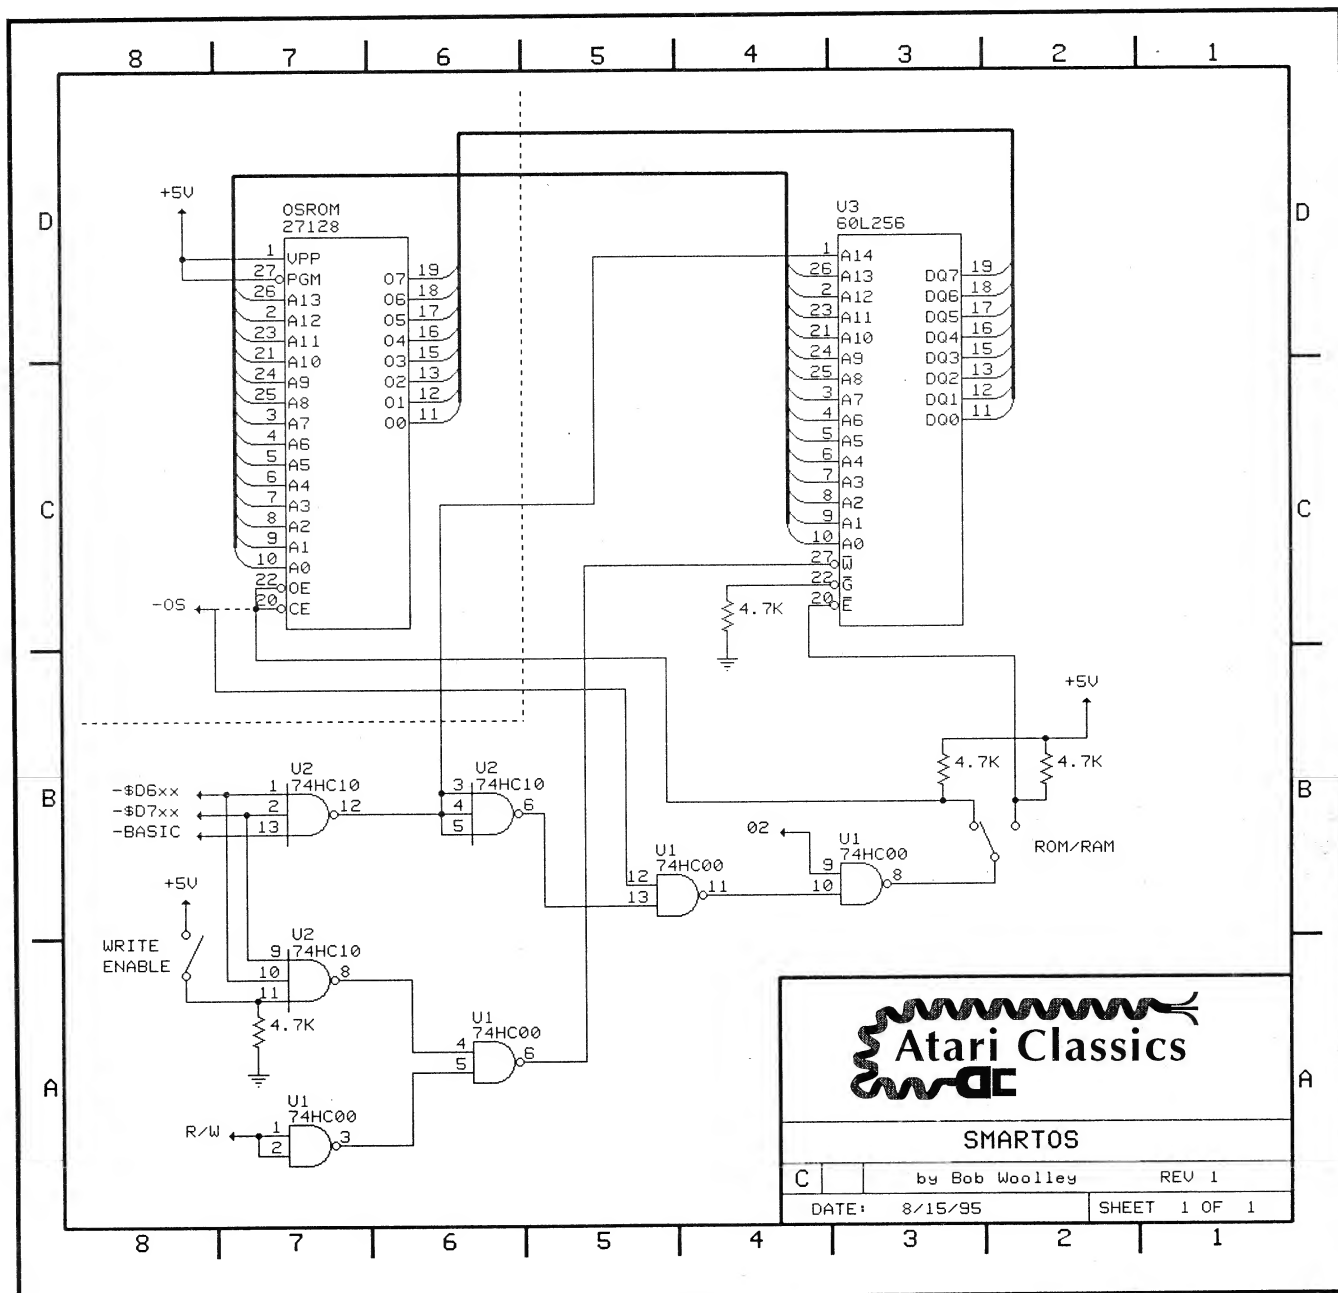 8 7 6 5 4 3 2 1
D D
C C
B B
A A
+5V
OSROM
27128
1 VPP
27 PGM
26 A13
2 A12
23 A11
21 A10
24 A9
25 A8
3 A7
4 A6
5 A5
6 A4
7 A3
8 A2
9 A1
10 A0
22 OE
20 CE
O7 19
O6 18
O5 17
O4 16
O3 15
O2 13
O1 12
O0 11
-OS
U3
60L256
1 A14
26 A13
2 A12
23 A11
21 A10
24 A9
25 A8
3 A7
4 A6
5 A5
6 A4
7 A3
8 A2
9 A1
10 A0
27 W̅
22 G̅
20 E̅
DQ7 19
DQ6 18
DQ5 17
DQ4 16
DQ3 15
DQ2 13
DQ1 12
DQ0 11
4.7K
+5V
4.7K 4.7K
ROM/RAM
-$D6xx
-$D7xx
-BASIC
U2
74HC10
1
2
13
12
U2
74HC10
3
4
5
6
02
U1
74HC00
12
13
11
U1
74HC00
9
10
8
+5V
WRITE
ENABLE
U2
74HC10
9
10
11
8
4.7K
U1
74HC00
4
5
6
R/W
U1
74HC00
1
2
3
Atari Classics
AC
SMARTOS
C by Bob Woolley REV 1
DATE: 8/15/95 SHEET 1 OF 1
8 7 6 5 4 3 2 1